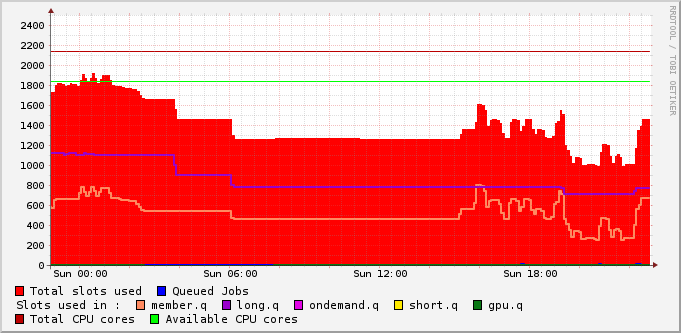 2400
2200
2000
1800
1600
1400
1200
1000
800
600
400
200
0
Sun 00:00 Sun 06:00 Sun 12:00 Sun 18:00
Total slots used Queued Jobs
Slots used in : member.q long.q ondemand.q short.q gpu.q
Total CPU cores Available CPU cores
RRDTOOL / TOBI OETIKER